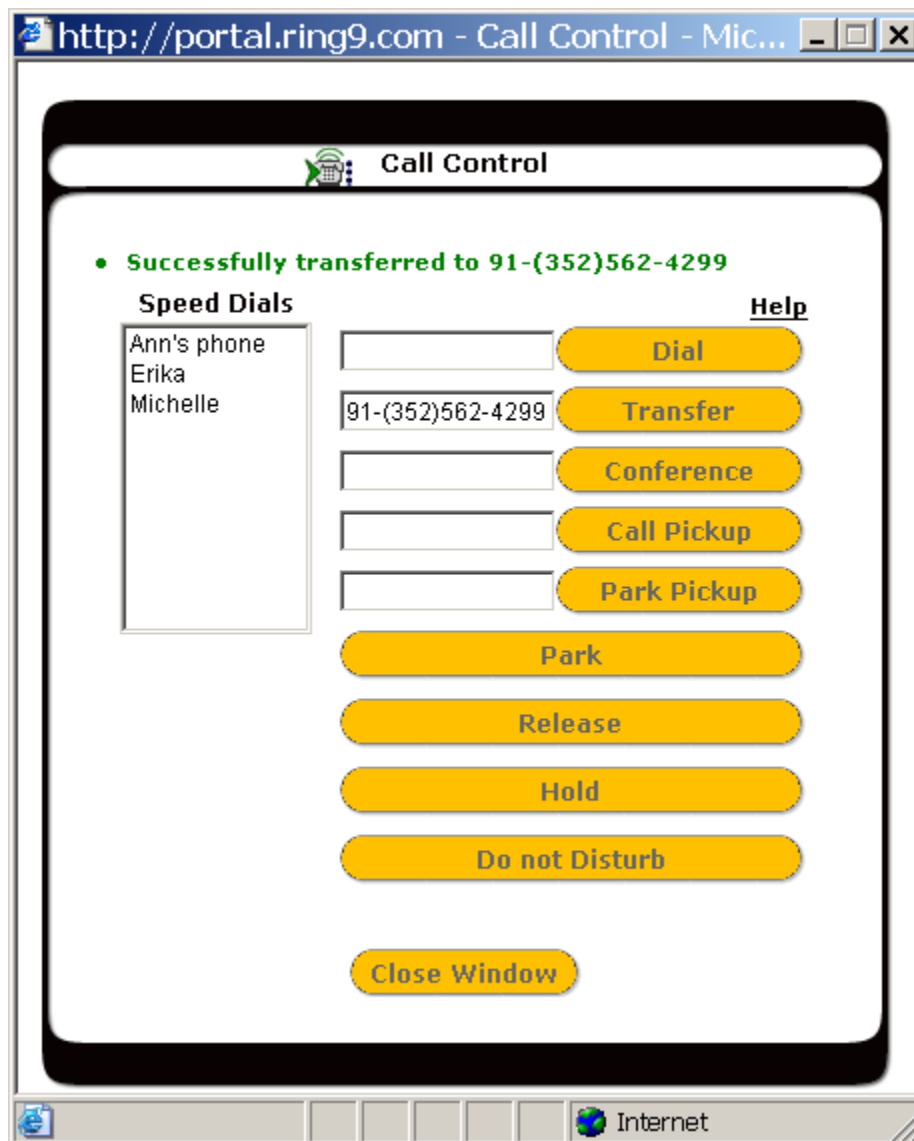 http://portal.ring9.com - Call Control - Mic...
Call Control
• Successfully transferred to 91-(352)562-4299
Speed Dials
Help
Ann's phone
Erika
Michelle
Dial
91-(352)562-4299 Transfer
Conference
Call Pickup
Park Pickup
Park
Release
Hold
Do not Disturb
Close Window
Internet